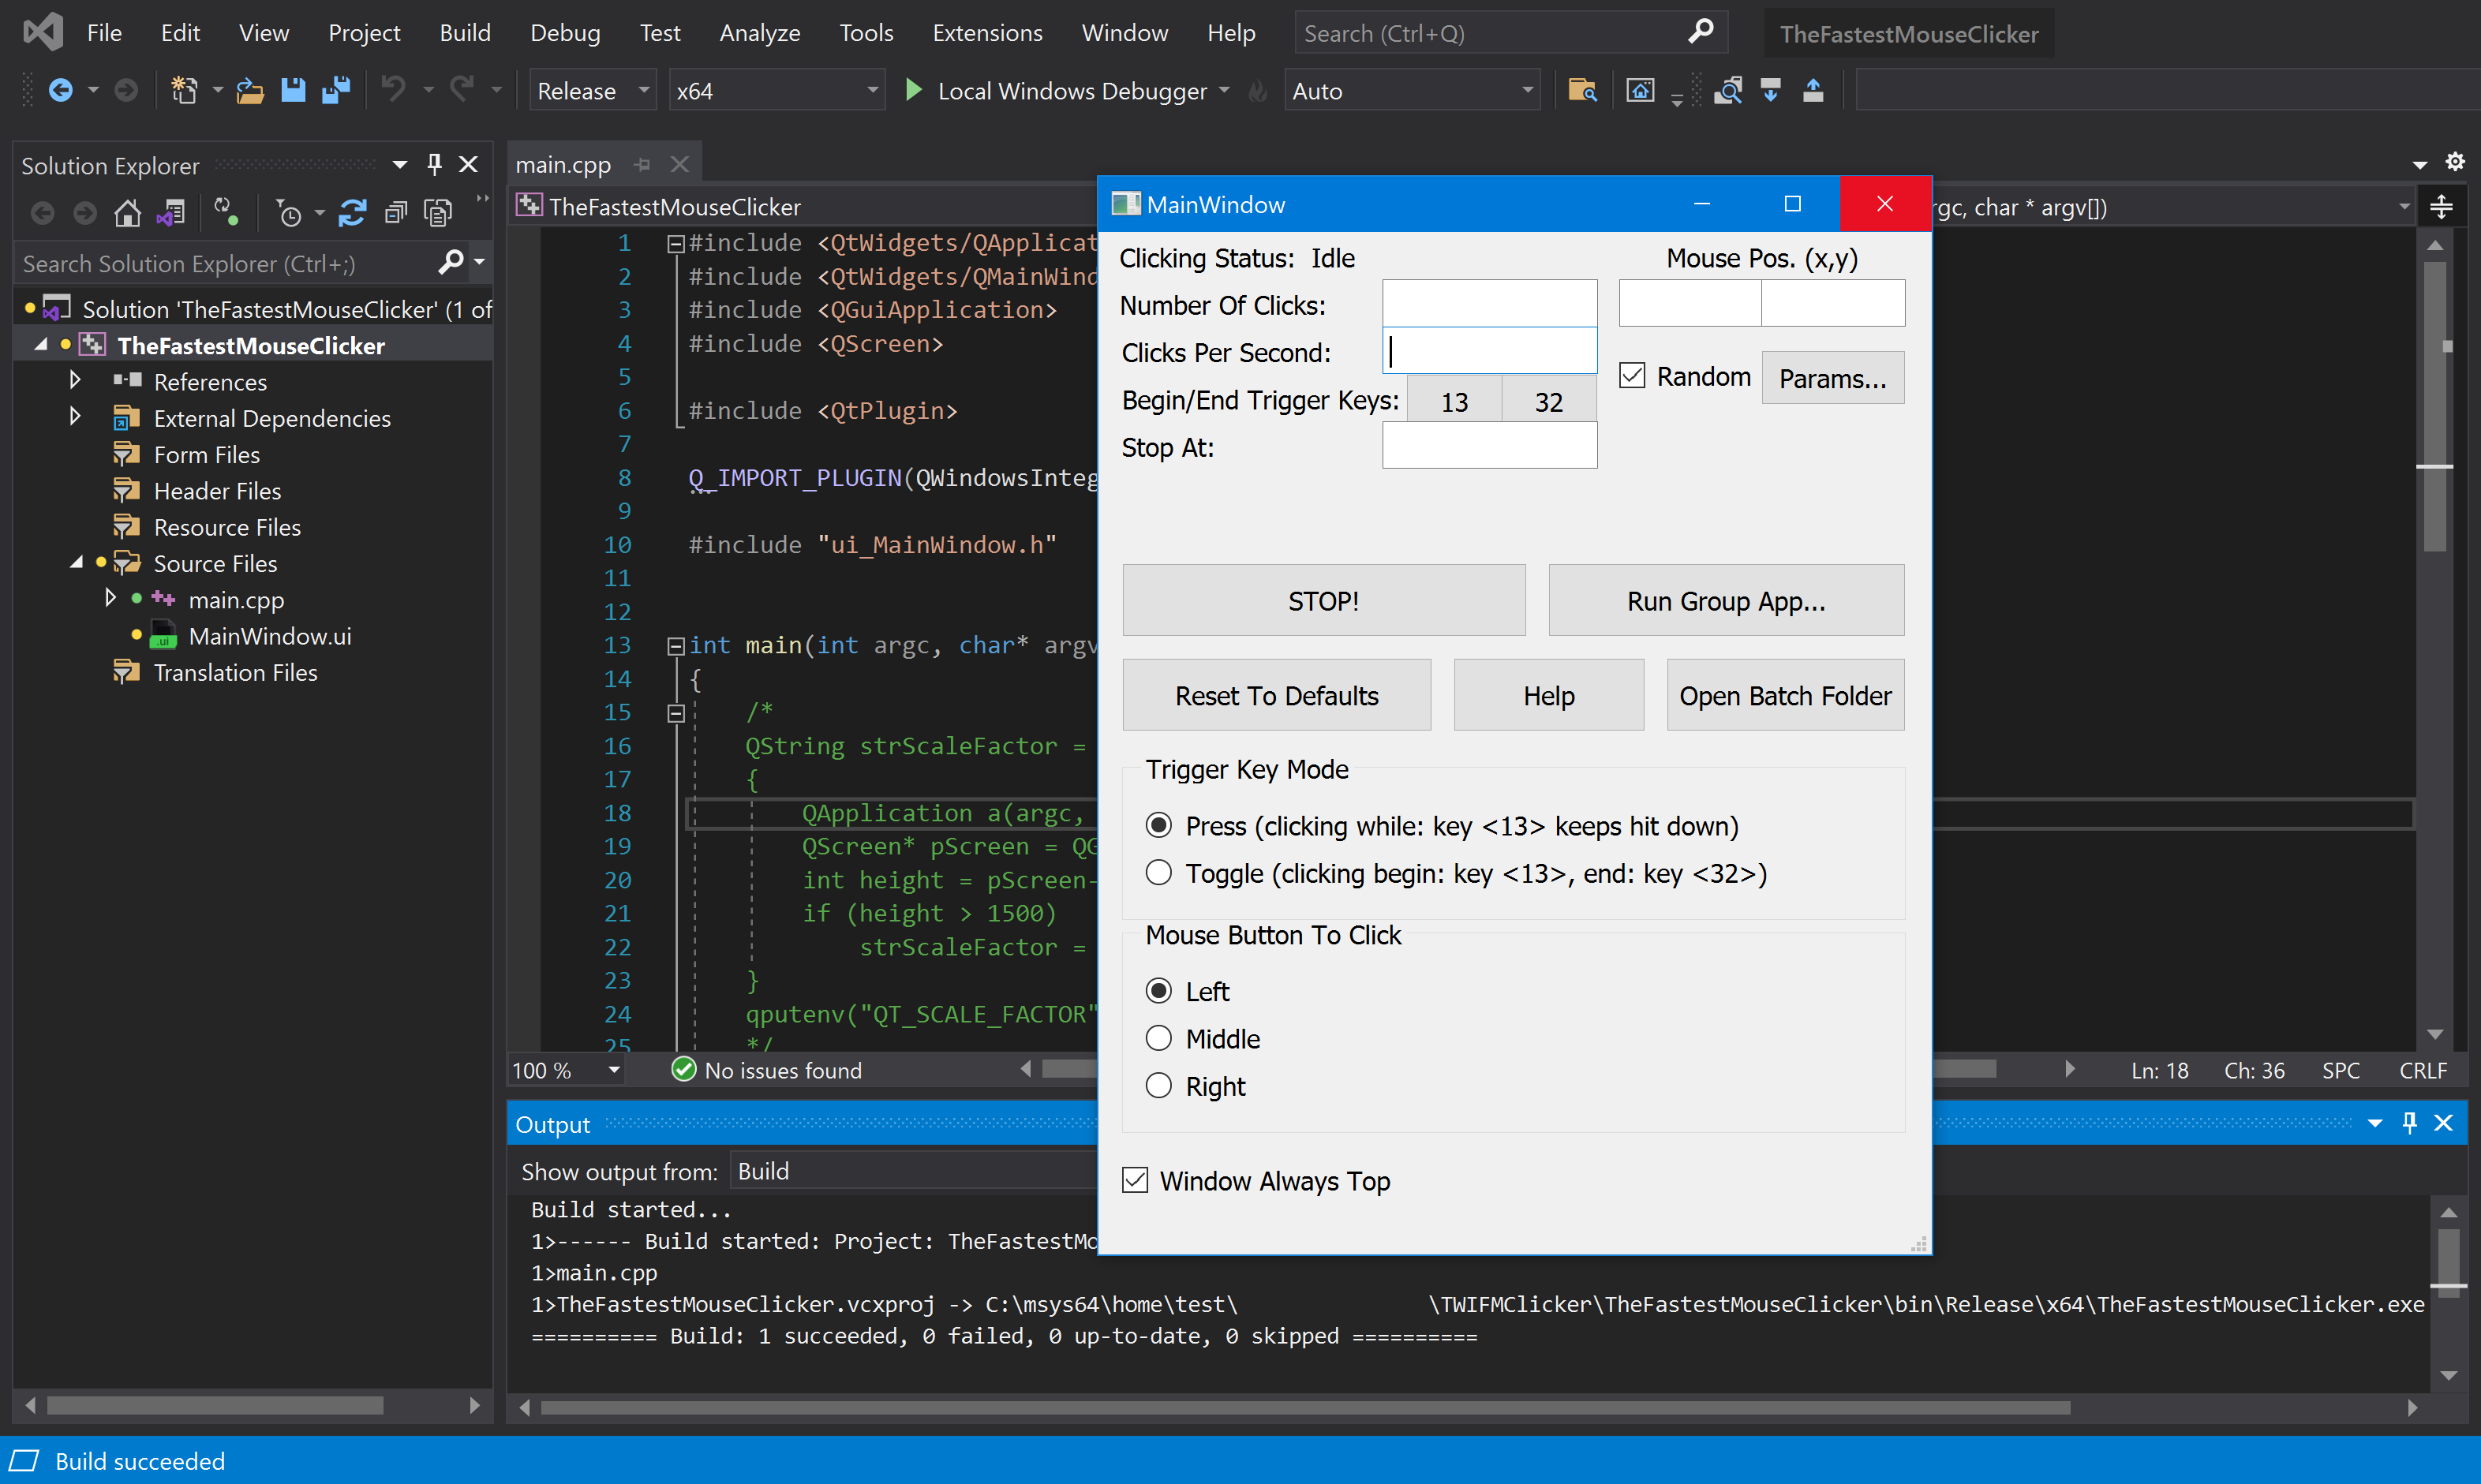 File Edit View Project Build Debug Test Analyze Tools Extensions Window Help Search (Ctrl+Q) TheFastestMouseClicker
Release x64 Local Windows Debugger Auto
Solution Explorer
Search Solution Explorer (Ctrl+;)
Solution 'TheFastestMouseClicker' (1 of
TheFastestMouseClicker
References
External Dependencies
Form Files
Header Files
Resource Files
Source Files
main.cpp
MainWindow.ui
Translation Files
main.cpp
TheFastestMouseClicker
rgc, char * argv[])
1 #include <QtWidgets/QApplicat
2 #include <QtWidgets/QMainWind
3 #include <QGuiApplication>
4 #include <QScreen>
5
6 #include <QtPlugin>
7
8 Q_IMPORT_PLUGIN(QWindowsInteg
9
10 #include "ui_MainWindow.h"
11
12
13 int main(int argc, char* argv
14 {
15 /*
16 QString strScaleFactor =
17 {
18 QApplication a(argc,
19 QScreen* pScreen = QG
20 int height = pScreen-
21 if (height > 1500)
22 strScaleFactor =
23 }
24 qputenv("QT_SCALE_FACTOR"
25 */
100 % No issues found Ln: 18 Ch: 36 SPC CRLF
MainWindow
Clicking Status: Idle
Mouse Pos. (x,y)
Number Of Clicks:
Clicks Per Second:
Random Params...
Begin/End Trigger Keys: 13 32
Stop At:
STOP! Run Group App...
Reset To Defaults Help Open Batch Folder
Trigger Key Mode
Press (clicking while: key <13> keeps hit down)
Toggle (clicking begin: key <13>, end: key <32>)
Mouse Button To Click
Left
Middle
Right
Window Always Top
Output
Show output from: Build
Build started...
1>------ Build started: Project: TheFastestMo
1>main.cpp
1>TheFastestMouseClicker.vcxproj -> C:\msys64\home\test\ \TWIFMClicker\TheFastestMouseClicker\bin\Release\x64\TheFastestMouseClicker.exe
========== Build: 1 succeeded, 0 failed, 0 up-to-date, 0 skipped ==========
Build succeeded